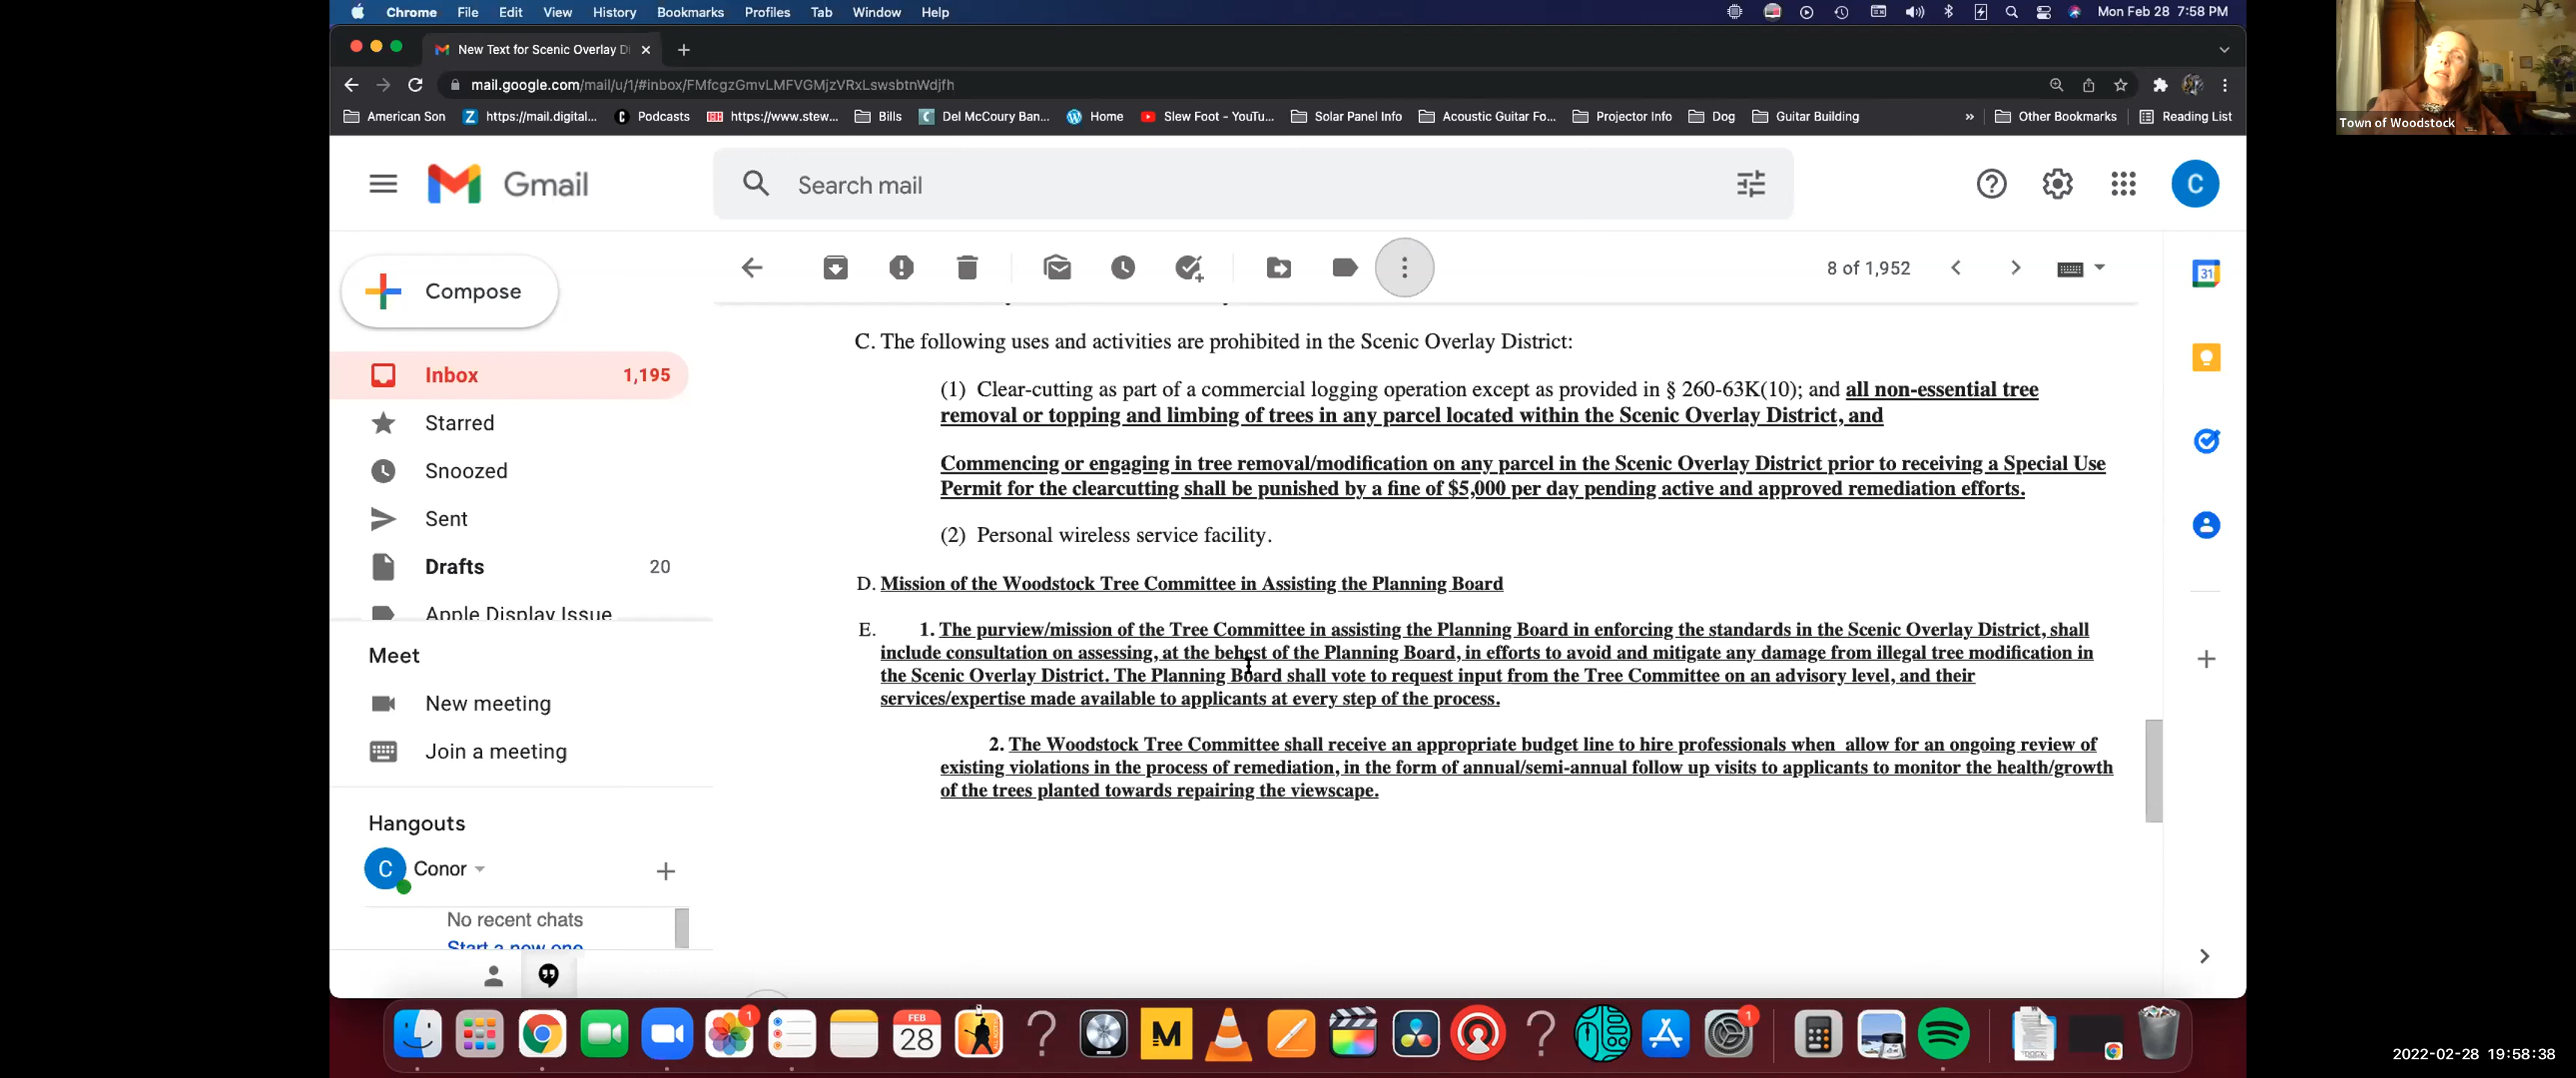 Chrome File Edit View History Bookmarks Profiles Tab Window Help Mon Feb 28 7:58 PM
New Text for Scenic Overlay Di
mail.google.com/mail/u/1/#inbox/FMfcgzGmvLMFVGMjzVRxLswsbtnWdjfh
American Son https://mail.digital... Podcasts https://www.stew... Bills Del McCoury Ban... Home Slew Foot - YouTu... Solar Panel Info Acoustic Guitar Fo... Projector Info Dog Guitar Building » Other Bookmarks Reading List
Town of Woodstock
Gmail
Search mail
C
Compose
8 of 1,952
31
Inbox 1,195
Starred
Snoozed
Sent
Drafts 20
Apple Display Issue
Meet
New meeting
Join a meeting
Hangouts
C Conor
No recent chats
Start a new one
C. The following uses and activities are prohibited in the Scenic Overlay District:
(1) Clear-cutting as part of a commercial logging operation except as provided in § 260-63K(10); and all non-essential tree
removal or topping and limbing of trees in any parcel located within the Scenic Overlay District, and
Commencing or engaging in tree removal/modification on any parcel in the Scenic Overlay District prior to receiving a Special Use
Permit for the clearcutting shall be punished by a fine of $5,000 per day pending active and approved remediation efforts.
(2) Personal wireless service facility.
D. Mission of the Woodstock Tree Committee in Assisting the Planning Board
E. 1. The purview/mission of the Tree Committee in assisting the Planning Board in enforcing the standards in the Scenic Overlay District, shall
include consultation on assessing, at the behest of the Planning Board, in efforts to avoid and mitigate any damage from illegal tree modification in
the Scenic Overlay District. The Planning Board shall vote to request input from the Tree Committee on an advisory level, and their
services/expertise made available to applicants at every step of the process.
2. The Woodstock Tree Committee shall receive an appropriate budget line to hire professionals when allow for an ongoing review of
existing violations in the process of remediation, in the form of annual/semi-annual follow up visits to applicants to monitor the health/growth
of the trees planted towards repairing the viewscape.
1
FEB
28
M
1
2022-02-28 19:58:38